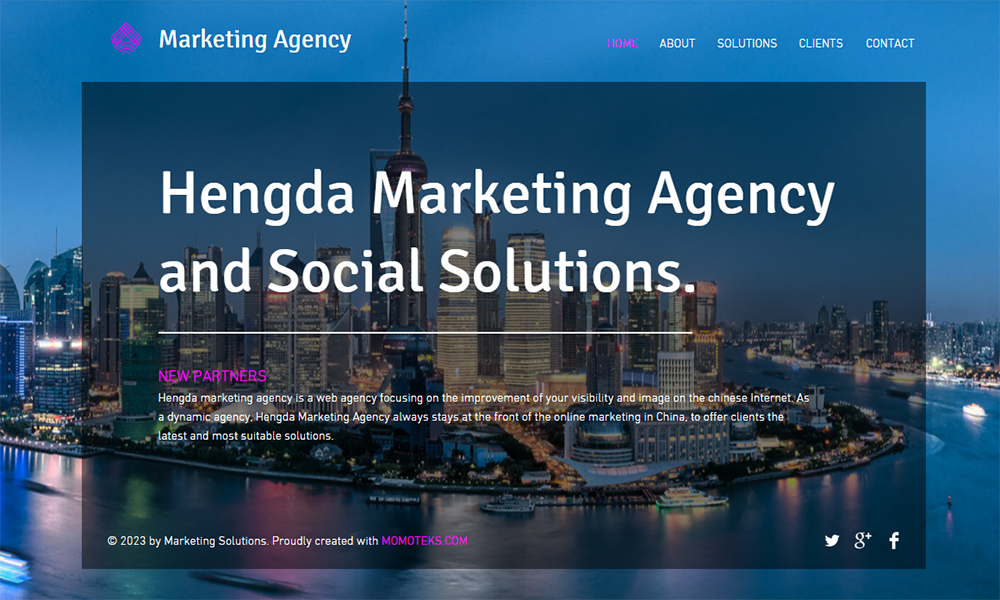 Marketing Agency
HOME ABOUT SOLUTIONS CLIENTS CONTACT
Hengda Marketing Agency
and Social Solutions.
NEW PARTNERS
Hengda marketing agency is a web agency focusing on the improvement of your visibility and image on the chinese Internet. As
a dynamic agency, Hengda Marketing Agency always stays at the front of the online marketing in China, to offer clients the
latest and most suitable solutions.
© 2023 by Marketing Solutions. Proudly created with MOMOTEKS.COM